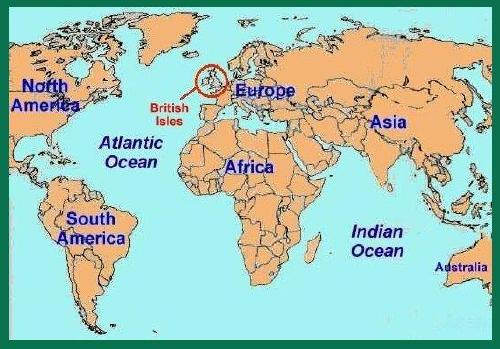 North
America
British
Isles
Europe
Asia
Atlantic
Ocean
Africa
South
America
Indian
Ocean
Australia